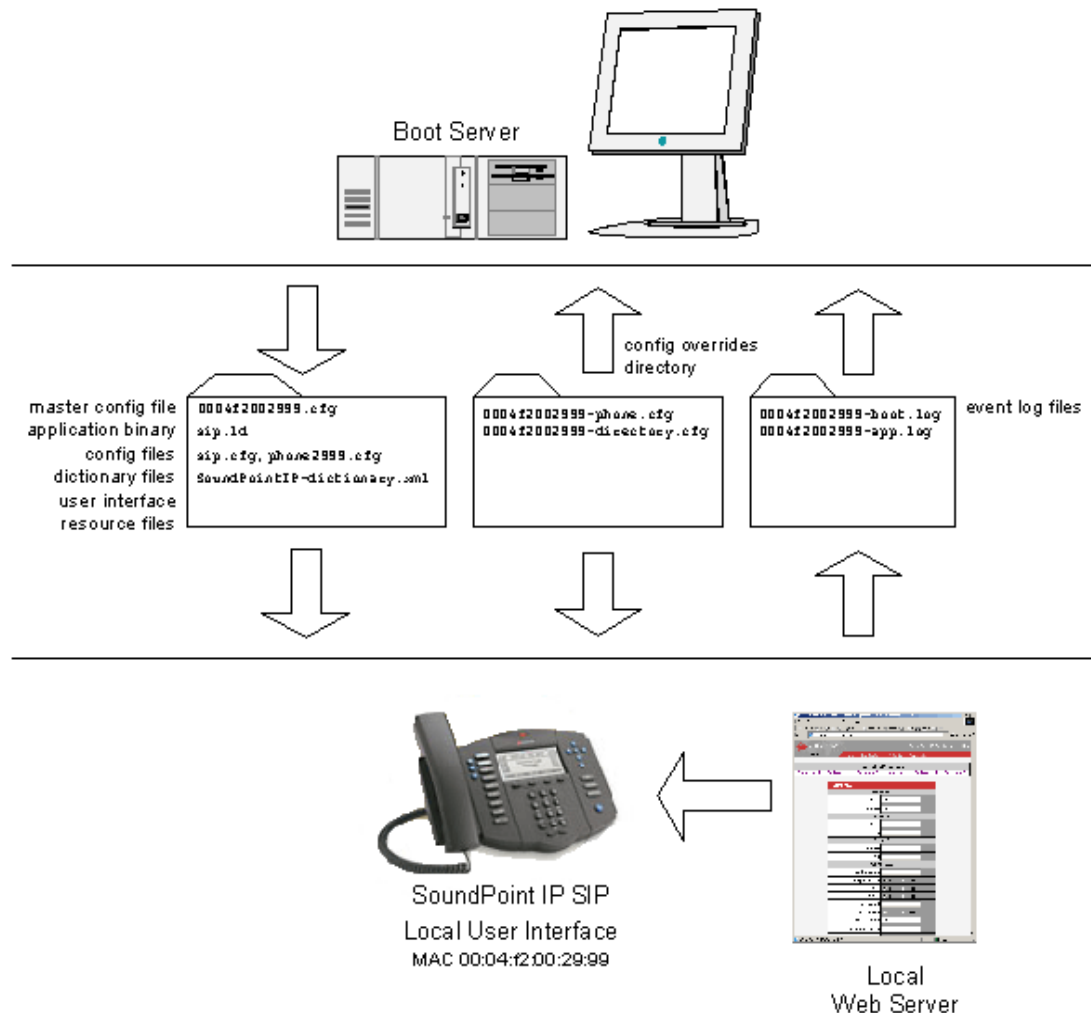 Boot Server
config overrides
directory
master config file
application binary
config files
dictionary files
user interface
resource files
0004f2002999.cfg
sip.ld
sip.cfg, phone2999.cfg
SoundPointIP-dictionary.xml
0004f2002999-phone.cfg
0004f2002999-directory.cfg
0004f2002999-boot.log
0004f2002999-app.log
event log files
SoundPoint IP SIP
Local User Interface
MAC 00:04:f2:00:29:99
Local
Web Server